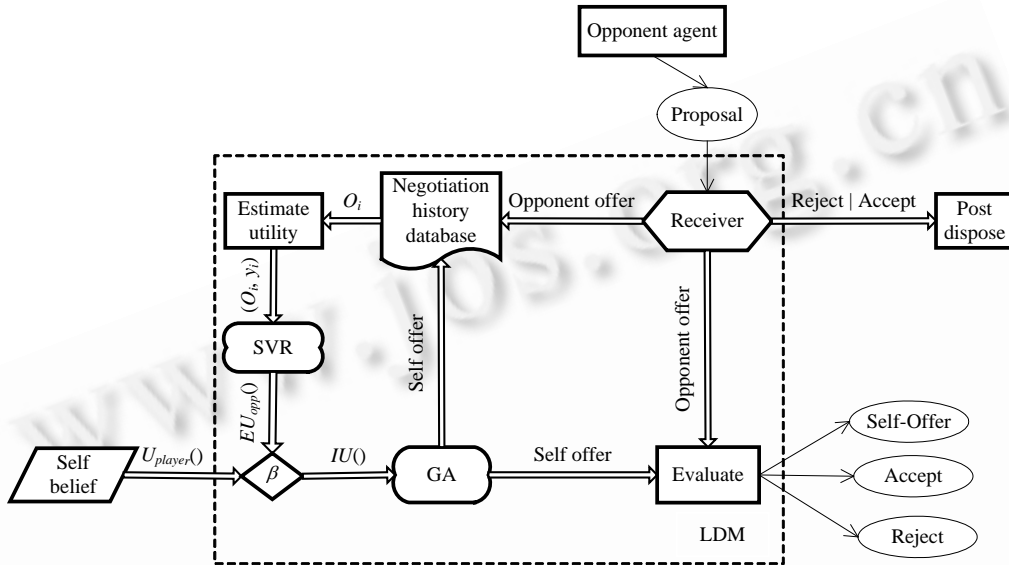 Opponent agent
Proposal
Negotiation
history
database
O_i
Estimate
utility
Opponent offer
Receiver
Reject | Accept
Post
dispose
(O_i, y_i)
SVR
Self offer
Opponent offer
EU_opp()
Self
belief
U_player()
β
IU()
GA
Self offer
Evaluate
Self-Offer
Accept
Reject
LDM
www.jos.org.cn